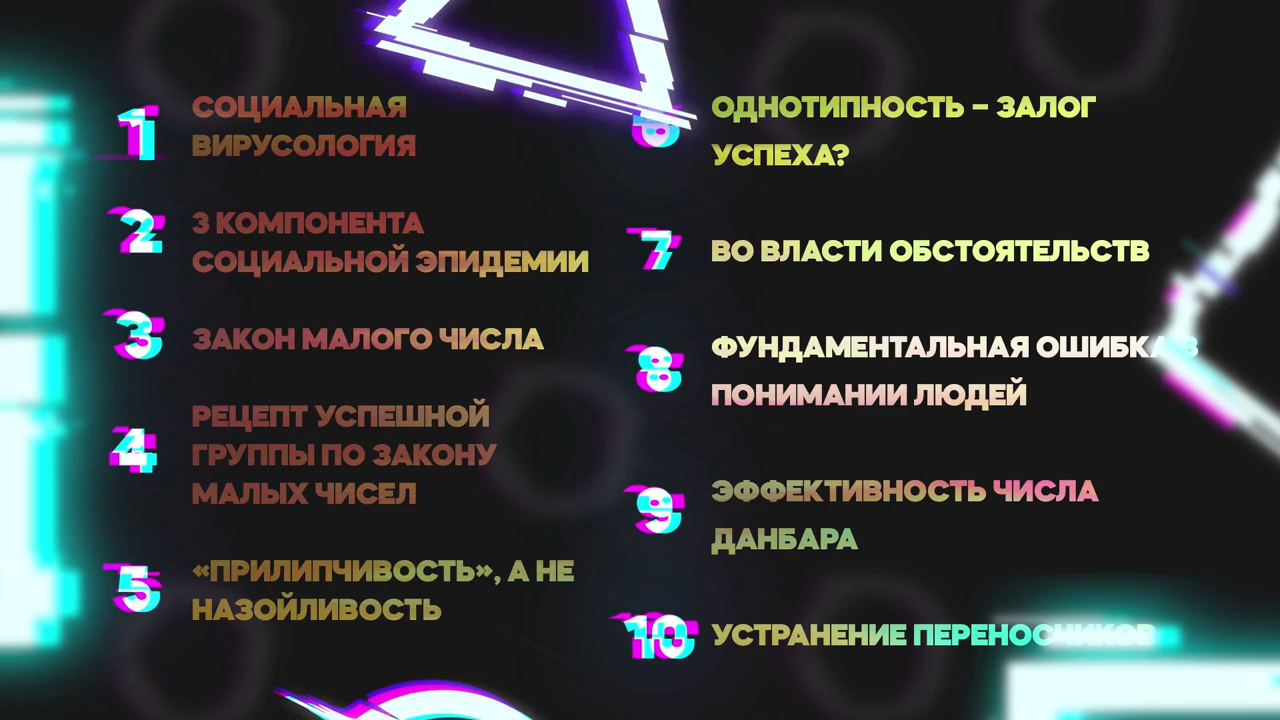 1
СОЦИАЛЬНАЯ
ВИРУСОЛОГИЯ
2
3 КОМПОНЕНТА
СОЦИАЛЬНОЙ ЭПИДЕМИИ
3
ЗАКОН МАЛОГО ЧИСЛА
4
РЕЦЕПТ УСПЕШНОЙ
ГРУППЫ ПО ЗАКОНУ
МАЛЫХ ЧИСЕЛ
5
«ПРИЛИПЧИВОСТЬ», А НЕ
НАЗОЙЛИВОСТЬ
6
ОДНОТИПНОСТЬ – ЗАЛОГ
УСПЕХА?
7
ВО ВЛАСТИ ОБСТОЯТЕЛЬСТВ
8
ФУНДАМЕНТАЛЬНАЯ ОШИБКА В
ПОНИМАНИИ ЛЮДЕЙ
9
ЭФФЕКТИВНОСТЬ ЧИСЛА
ДАНБАРА
10
УСТРАНЕНИЕ ПЕРЕНОСЧИКОВ